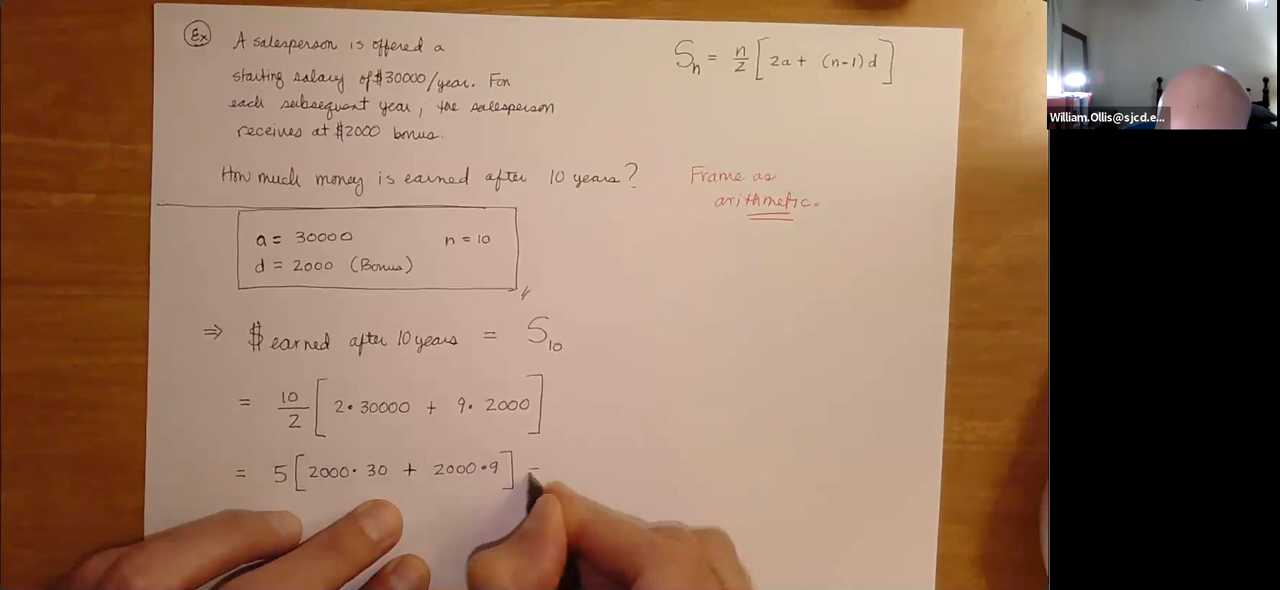 Ex A salesperson is offered a
starting salary of $30000/year. For
each subsequent year, the salesperson
receives at $2000 bonus.
How much money is earned after 10 years?
Sn = n/2 [2a + (n-1)d]
Frame as
arithmetic.
a = 30000 n = 10
d = 2000 (Bonus)
⇒ $ earned after 10 years = S10
= 10/2 [2・30000 + 9・2000]
= 5[2000・30 + 2000・9] =
William.Ollis@sjcd.e...